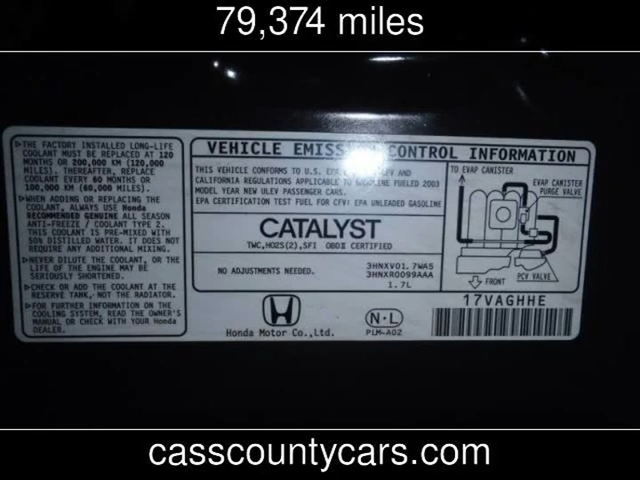 79,374 miles
THE FACTORY INSTALLED LONG-LIFE
COOLANT MUST BE REPLACED AT 120
MONTHS OR 200,000 KM (120,000
MILES). THEREAFTER, REPLACE
COOLANT EVERY 60 MONTHS OR
100,000 KM (60,000 MILES).
WHEN ADDING OR REPLACING THE
COOLANT, ALWAYS USE Honda
RECOMMENDED GENUINE ALL SEASON
ANTI-FREEZE / COOLANT TYPE 2.
THIS COOLANT IS PRE-MIXED WITH
50% DISTILLED WATER. IT DOES NOT
REQUIRE ANY ADDITIONAL MIXING.
NEVER DILUTE THE COOLANT, OR THE
LIFE OF THE ENGINE MAY BE
SERIOUSLY SHORTENED.
CHECK OR ADD THE COOLANT AT THE
RESERVE TANK, NOT THE RADIATOR.
FOR FURTHER INFORMATION ON THE
COOLING SYSTEM, READ THE OWNER'S
MANUAL OR CHECK WITH YOUR Honda
DEALER.
VEHICLE EMISSION CONTROL INFORMATION
THIS VEHICLE CONFORMS TO U.S. EPA AND
CALIFORNIA REGULATIONS APPLICABLE TO GASOLINE FUELED 2003
MODEL YEAR NEW ULEV PASSENGER CARS.
EPA CERTIFICATION TEST FUEL FOR CFV: EPA UNLEADED GASOLINE
CATALYST
TWC,HO2S(2),SFI OBDⅡ CERTIFIED
NO ADJUSTMENTS NEEDED.
3HNXV01.7WA5
3HNXR0099AAA
1.7L
TO EVAP CANISTER
EVAP CANISTER
PURGE VALVE
FRONT
PCV VALVE
Honda Motor Co.,Ltd.
N-L
PLM-A02
17VAGHHE
casscountycars.com